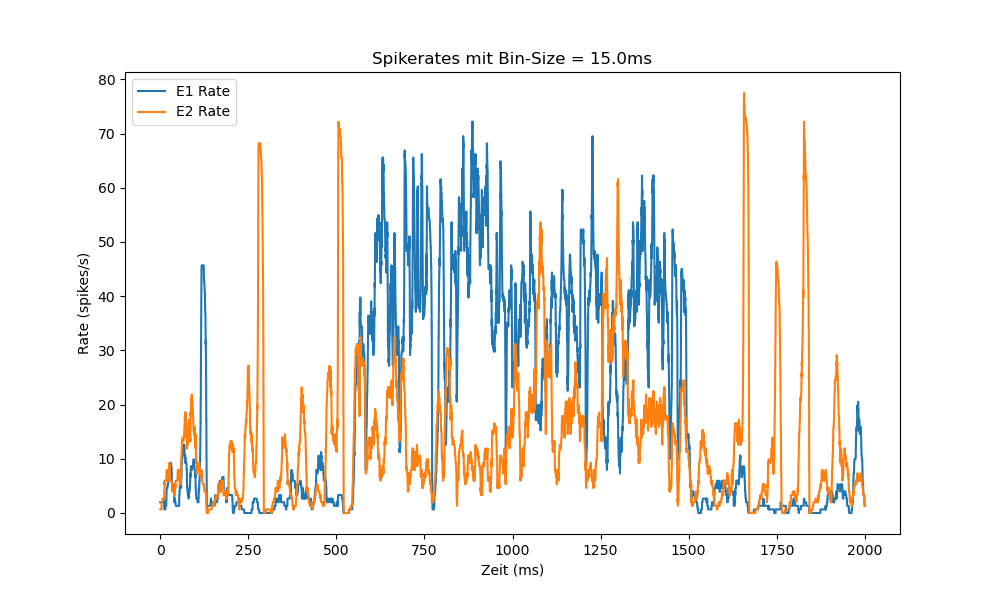 Spikerates mit Bin-Size = 15.0ms
E1 Rate
E2 Rate
80
70
60
50
40
30
20
10
0
Rate (spikes/s)
0 250 500 750 1000 1250 1500 1750 2000
Zeit (ms)